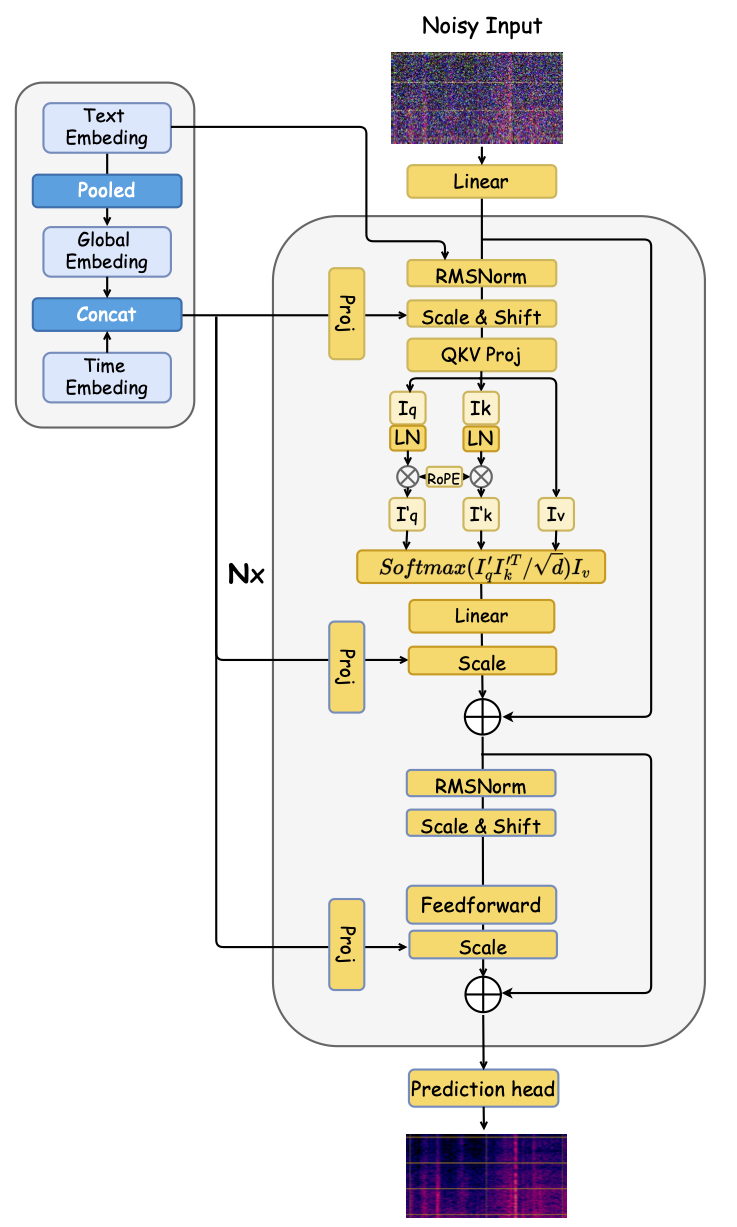 Noisy Input
Text
Embeding
Pooled
Global
Embeding
Concat
Time
Embeding
Linear
RMSNorm
Proj
Scale & Shift
QKV Proj
Iq
Ik
LN
LN
RoPE
I'q
I'k
Iv
Softmax(I'_qI'^T_k/√d)I_v
Nx
Linear
Proj
Scale
RMSNorm
Scale & Shift
Feedforward
Proj
Scale
Prediction head